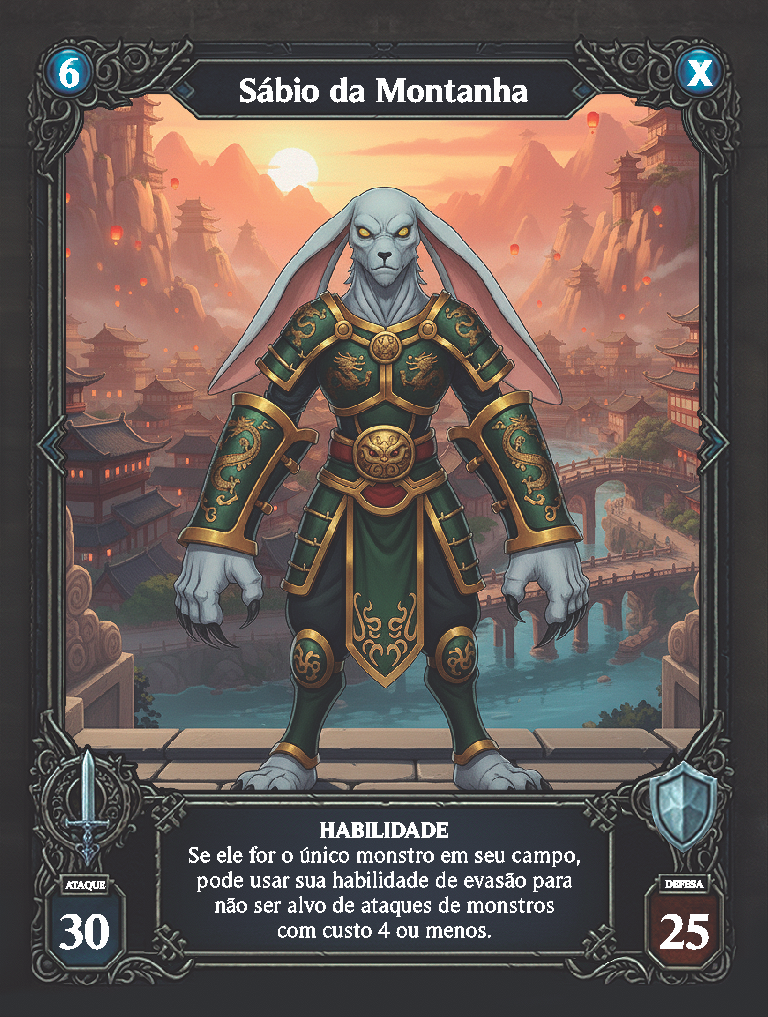 6
Sábio da Montanha
X
HABILIDADE
Se ele for o único monstro em seu campo,
pode usar sua habilidade de evasão para
não ser alvo de ataques de monstros
com custo 4 ou menos.
ATAQUE
30
DEFESA
25